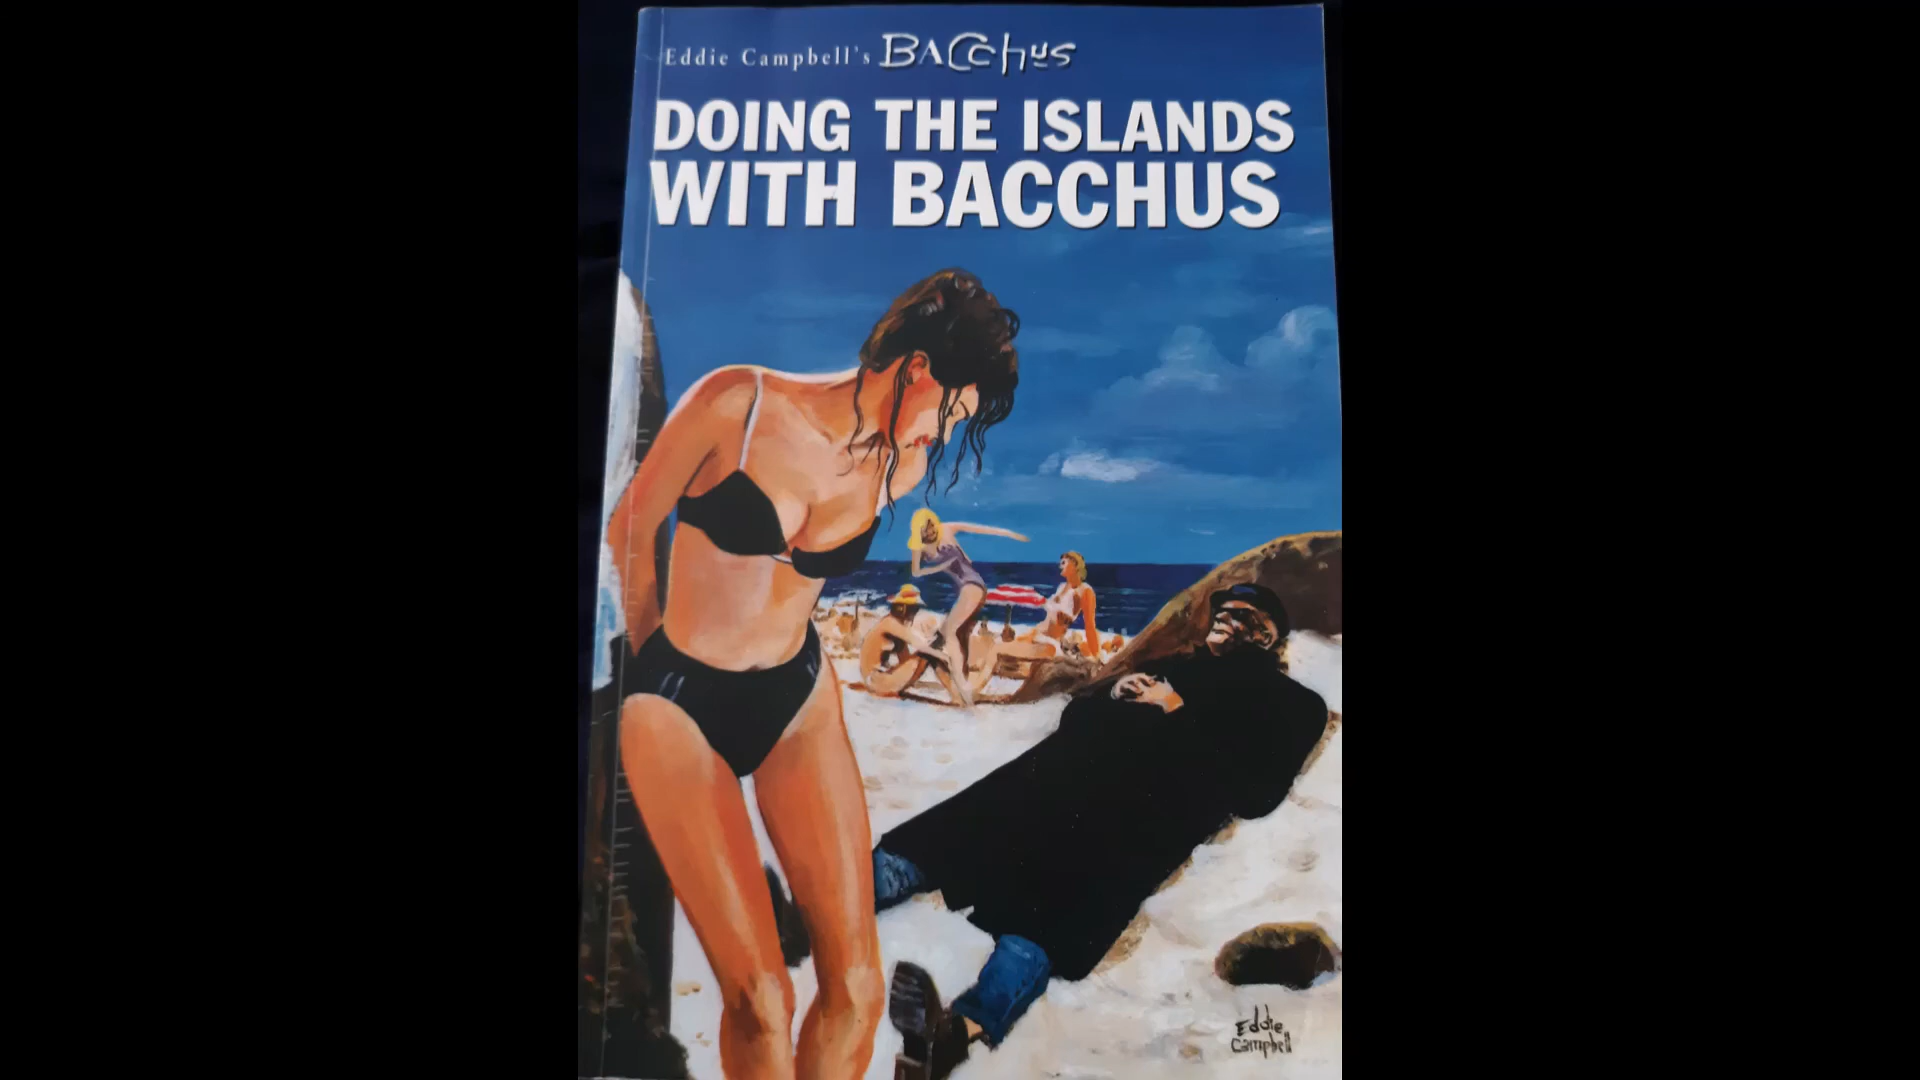 Eddie Campbell's BACChUS
DOING THE ISLANDS
WITH BACCHUS
Eddie
Campbell